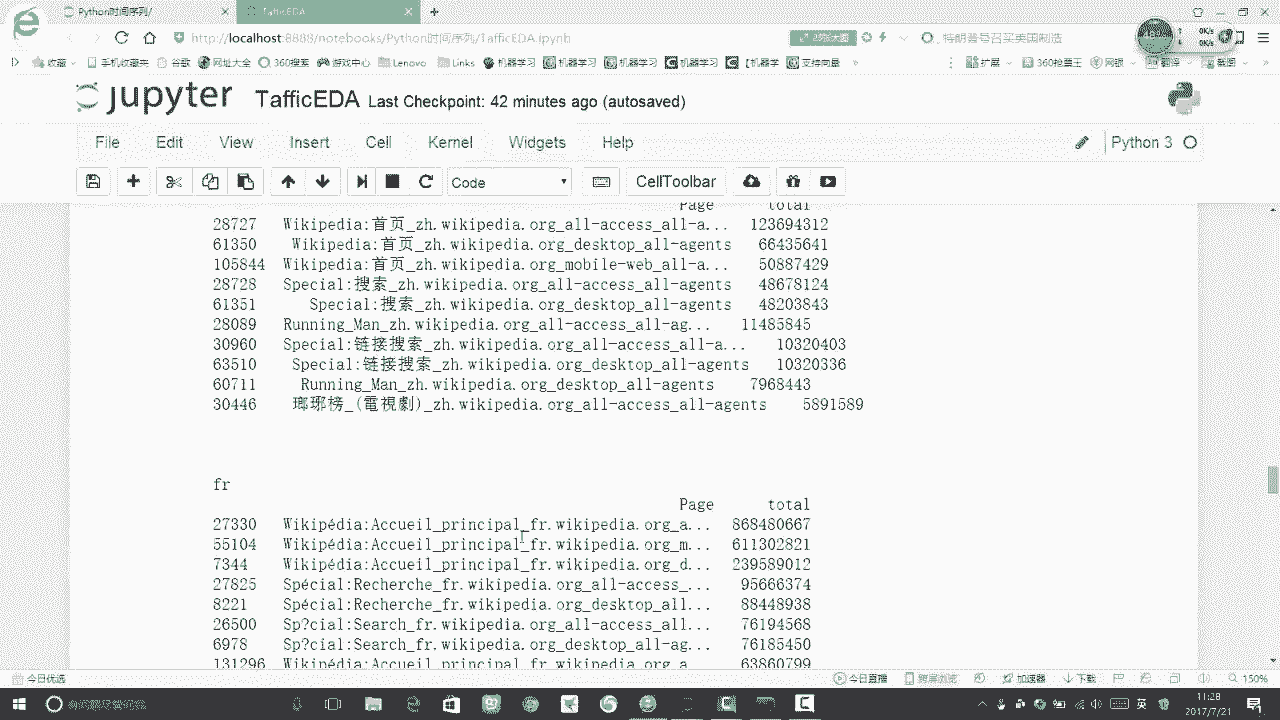 Python时间序列/
TafficEDA
http://localhost:8888/notebooks/Python时间序列/TafficEDA.ipynb
特朗普号召买美国制造
0K/s
0K/s
收藏 手机收藏夹 谷歌 网址大全 360搜索 游戏中心 Lenovo Links 机器学习 机器学习 机器学习 机器学习 【机器学 支持向量 » 扩展 网银
jupyter TafficEDA Last Checkpoint: 42 minutes ago (autosaved)
File Edit View Insert Cell Kernel Widgets Help Python 3
Code CellToolbar
Page total
28727 Wikipedia:首页_zh.wikipedia.org_all-access_all-a... 123694312
61350 Wikipedia:首页_zh.wikipedia.org_desktop_all-agents 66435641
105844 Wikipedia:首页_zh.wikipedia.org_mobile-web_all-a... 50887429
28728 Special:搜索_zh.wikipedia.org_all-access_all-agents 48678124
61351 Special:搜索_zh.wikipedia.org_desktop_all-agents 48203843
28089 Running_Man_zh.wikipedia.org_all-access_all-ag... 11485845
30960 Special:链接搜索_zh.wikipedia.org_all-access_all-a... 10320403
63510 Special:链接搜索_zh.wikipedia.org_desktop_all-agents 10320336
60711 Running_Man_zh.wikipedia.org_desktop_all-agents 7968443
30446 瑯琊榜_(電視劇)_zh.wikipedia.org_all-access_all-agents 5891589
fr
Page total
27330 Wikipédia:Accueil_principal_fr.wikipedia.org_a... 868480667
55104 Wikipédia:Accueil_principal_fr.wikipedia.org_m... 611302821
7344 Wikipédia:Accueil_principal_fr.wikipedia.org_d... 239589012
27825 Spécial:Recherche_fr.wikipedia.org_all-access_... 95666374
8221 Spécial:Recherche_fr.wikipedia.org_desktop_all... 88448938
26500 Sp?cial:Search_fr.wikipedia.org_all-access_all... 76194568
6978 Sp?cial:Search_fr.wikipedia.org_desktop_all-ag... 76185450
131296 Wikipédia:Accueil_principal_fr.wikipedia.org_a... 63860799
今日优选 今日直播 加速器 下载 150%
英 11:28
2017/7/21